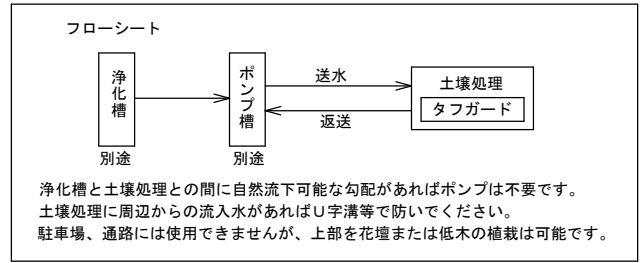 フローシート
浄化槽
ポンプ槽
送水
返送
土壌処理
タフガード
別途
別途
浄化槽と土壌処理との間に自然流下可能な勾配があればポンプは不要です。
土壌処理に周辺からの流入水があればU字溝等で防いでください。
駐車場、通路には使用できませんが、上部を花壇または低木の植栽は可能です。